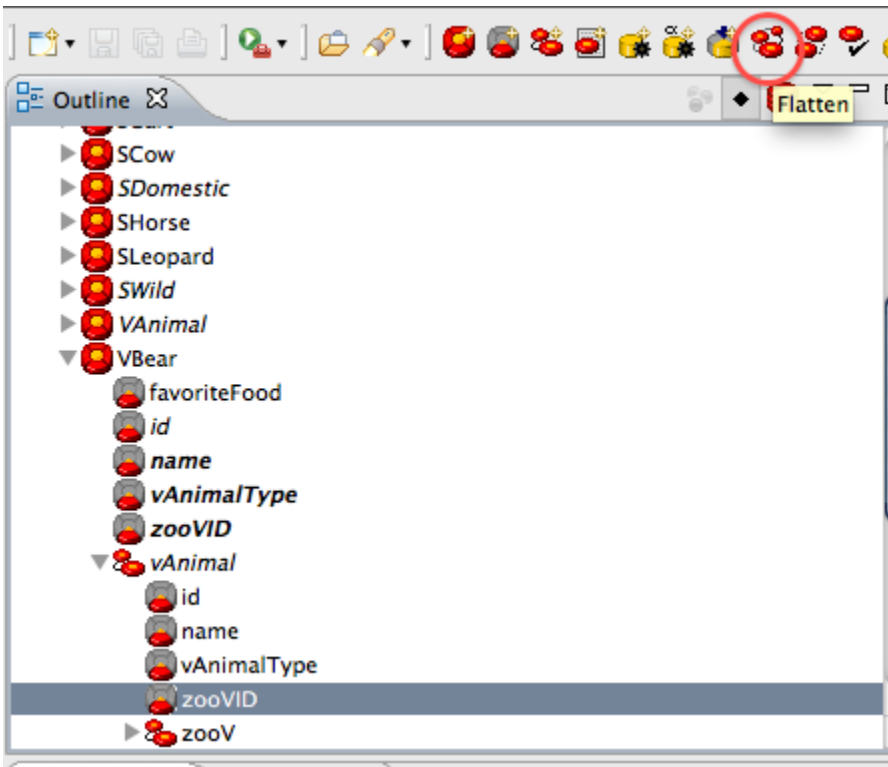 Outline
Flatten
SCow
SDomestic
SHorse
SLeopard
SWild
VAnimal
VBear
favoriteFood
id
name
vAnimalType
zooVID
vAnimal
id
name
vAnimalType
zooVID
zooV